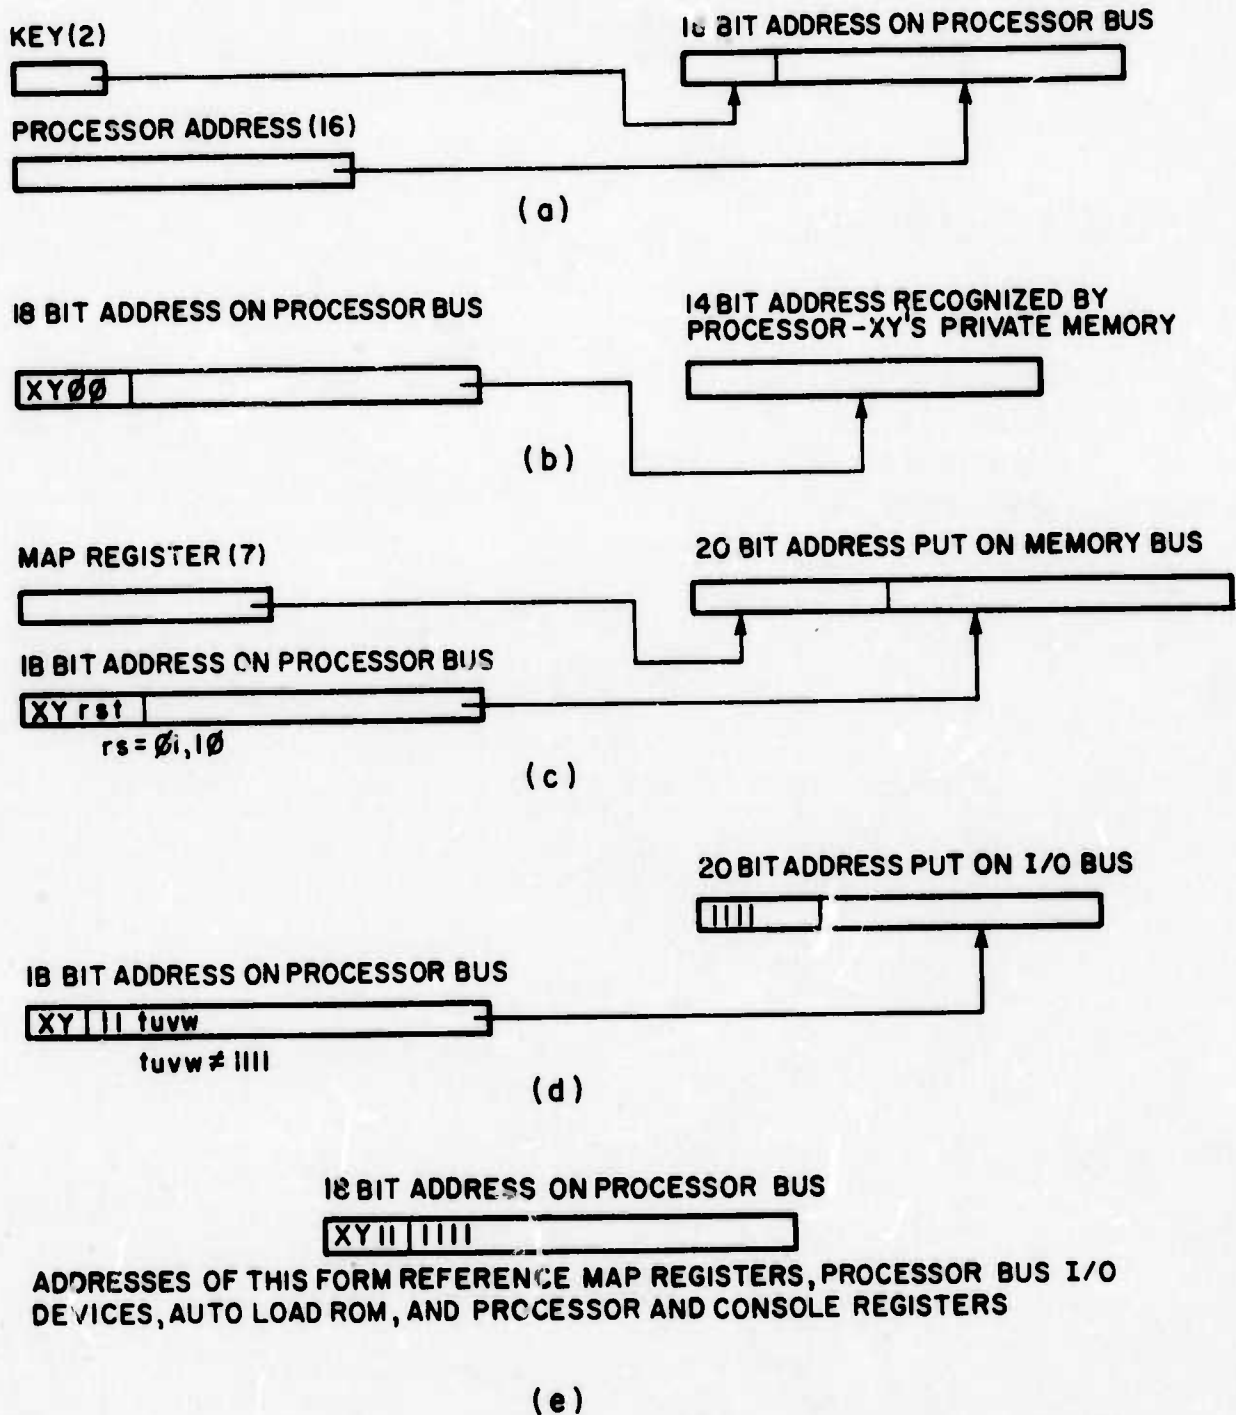 KEY(2)
18 BIT ADDRESS ON PROCESSOR BUS
PROCESSOR ADDRESS (16)
(a)
18 BIT ADDRESS ON PROCESSOR BUS
14 BIT ADDRESS RECOGNIZED BY
PROCESSOR-XY'S PRIVATE MEMORY
XYØØ
(b)
MAP REGISTER (7)
20 BIT ADDRESS PUT ON MEMORY BUS
18 BIT ADDRESS ON PROCESSOR BUS
XY rst
rs = Ø1, 1Ø
(c)
20 BIT ADDRESS PUT ON I/O BUS
1111
18 BIT ADDRESS ON PROCESSOR BUS
XY 11 tuvw
tuvw ≠ 1111
(d)
18 BIT ADDRESS ON PROCESSOR BUS
XY11 1111
ADDRESSES OF THIS FORM REFERENCE MAP REGISTERS, PROCESSOR BUS I/O
DEVICES, AUTO LOAD ROM, AND PROCESSOR AND CONSOLE REGISTERS
(e)